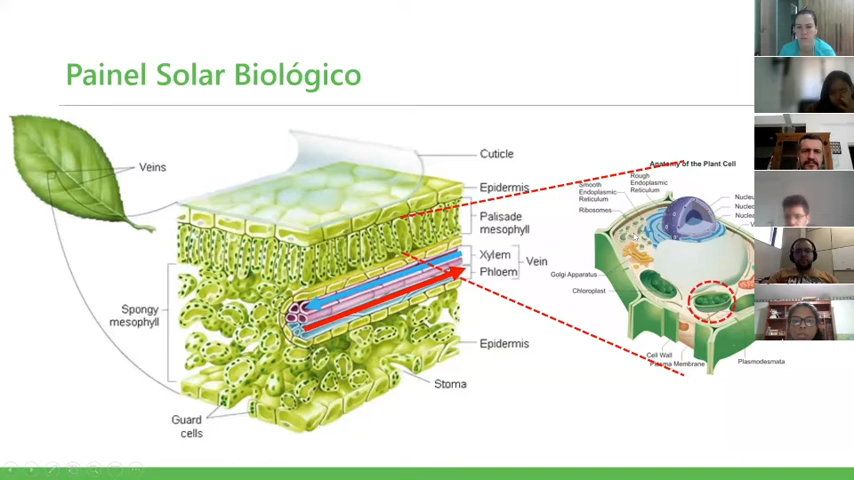 Painel Solar Biológico
Veins
Cuticle
Epidermis
Palisade
mesophyll
Xylem
Phloem
Vein
Spongy
mesophyll
Epidermis
Stoma
Guard
cells
Anatomy of the Plant Cell
Rough
Endoplasmic
Reticulum
Smooth
Endoplasmic
Reticulum
Ribosomes
Golgi Apparatus
Chloroplast
Cell Wall
Plasma Membrane
Plasmodesmata